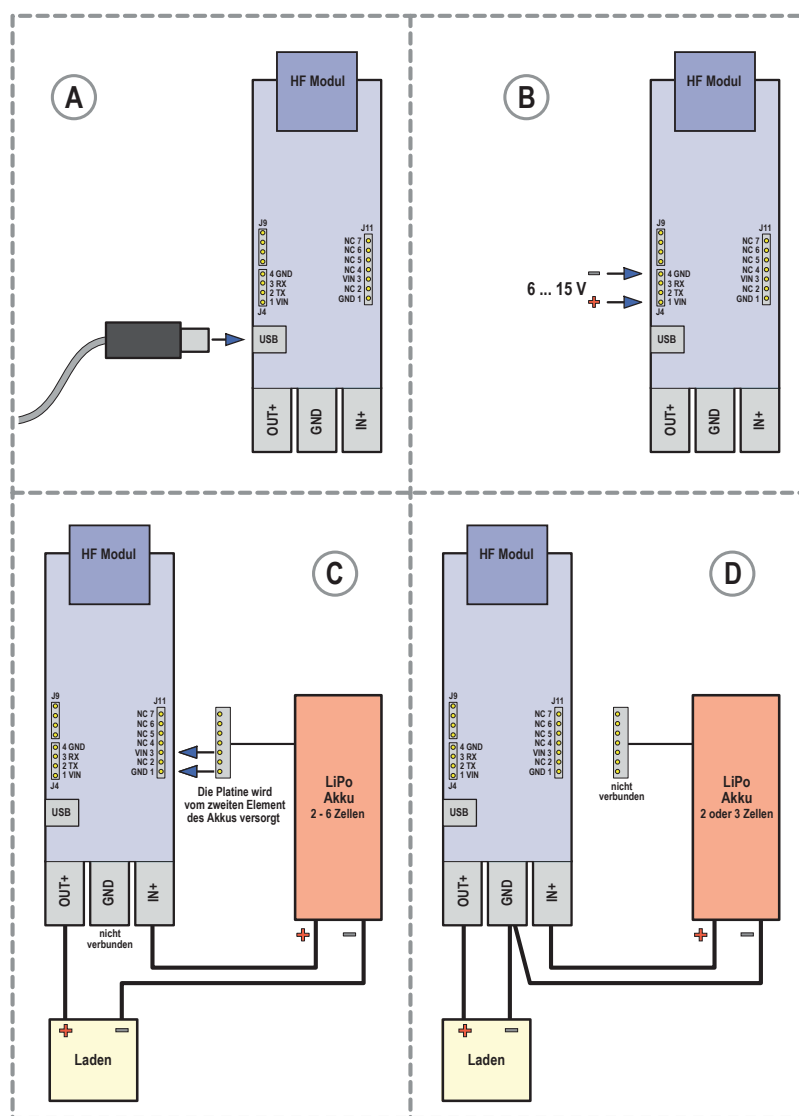 A
HF Modul
J9
J11
NC 7
NC 6
NC 5
NC 4
VIN 3
NC 2
GND 1
4 GND
3 RX
2 TX
1 VIN
J4
USB
OUT+
GND
IN+
B
HF Modul
J9
J11
NC 7
NC 6
NC 5
NC 4
VIN 3
NC 2
GND 1
4 GND
3 RX
2 TX
1 VIN
J4
–
6 ... 15 V
+
USB
OUT+
GND
IN+
C
HF Modul
J9
J11
NC 7
NC 6
NC 5
NC 4
VIN 3
NC 2
GND 1
4 GND
3 RX
2 TX
1 VIN
J4
USB
Die Platine wird
vom zweiten Element
des Akkus versorgt
LiPo
Akku
2 - 6 Zellen
OUT+
GND
IN+
nicht
verbunden
+ –
+ –
Laden
D
HF Modul
J9
J11
NC 7
NC 6
NC 5
NC 4
VIN 3
NC 2
GND 1
4 GND
3 RX
2 TX
1 VIN
J4
USB
nicht
verbunden
LiPo
Akku
2 oder 3 Zellen
OUT+
GND
IN+
+ –
+ –
Laden